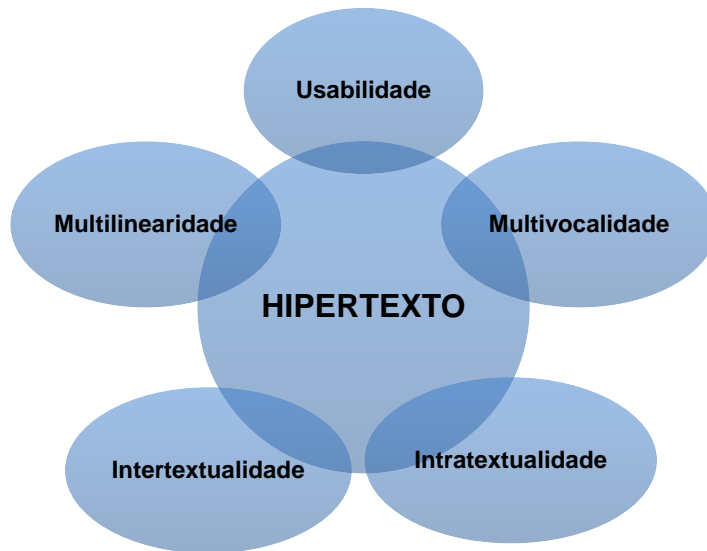 Usabilidade
Multilinearidade
Multivocalidade
HIPERTEXTO
Intertextualidade
Intratextualidade